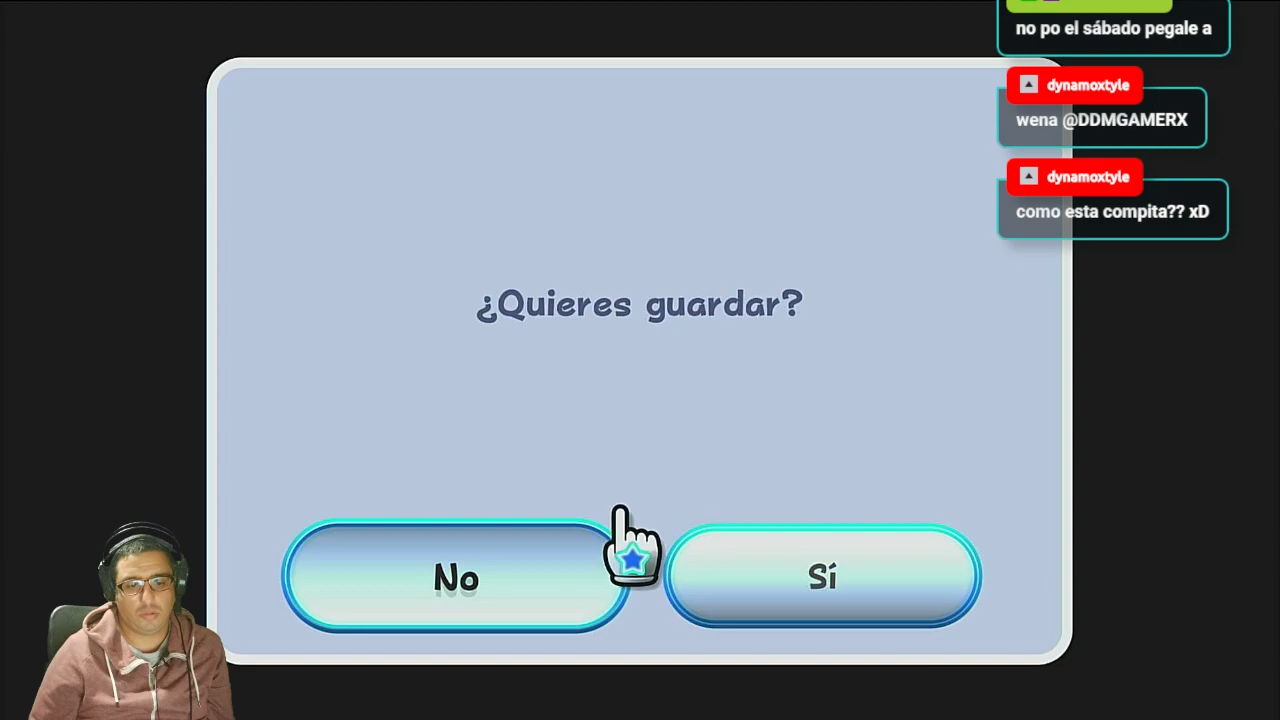 no po el sábado pegale a
dynamoxtyle
wena @DDMGAMERX
dynamoxtyle
como esta compita?? xD
¿Quieres guardar?
No
Sí